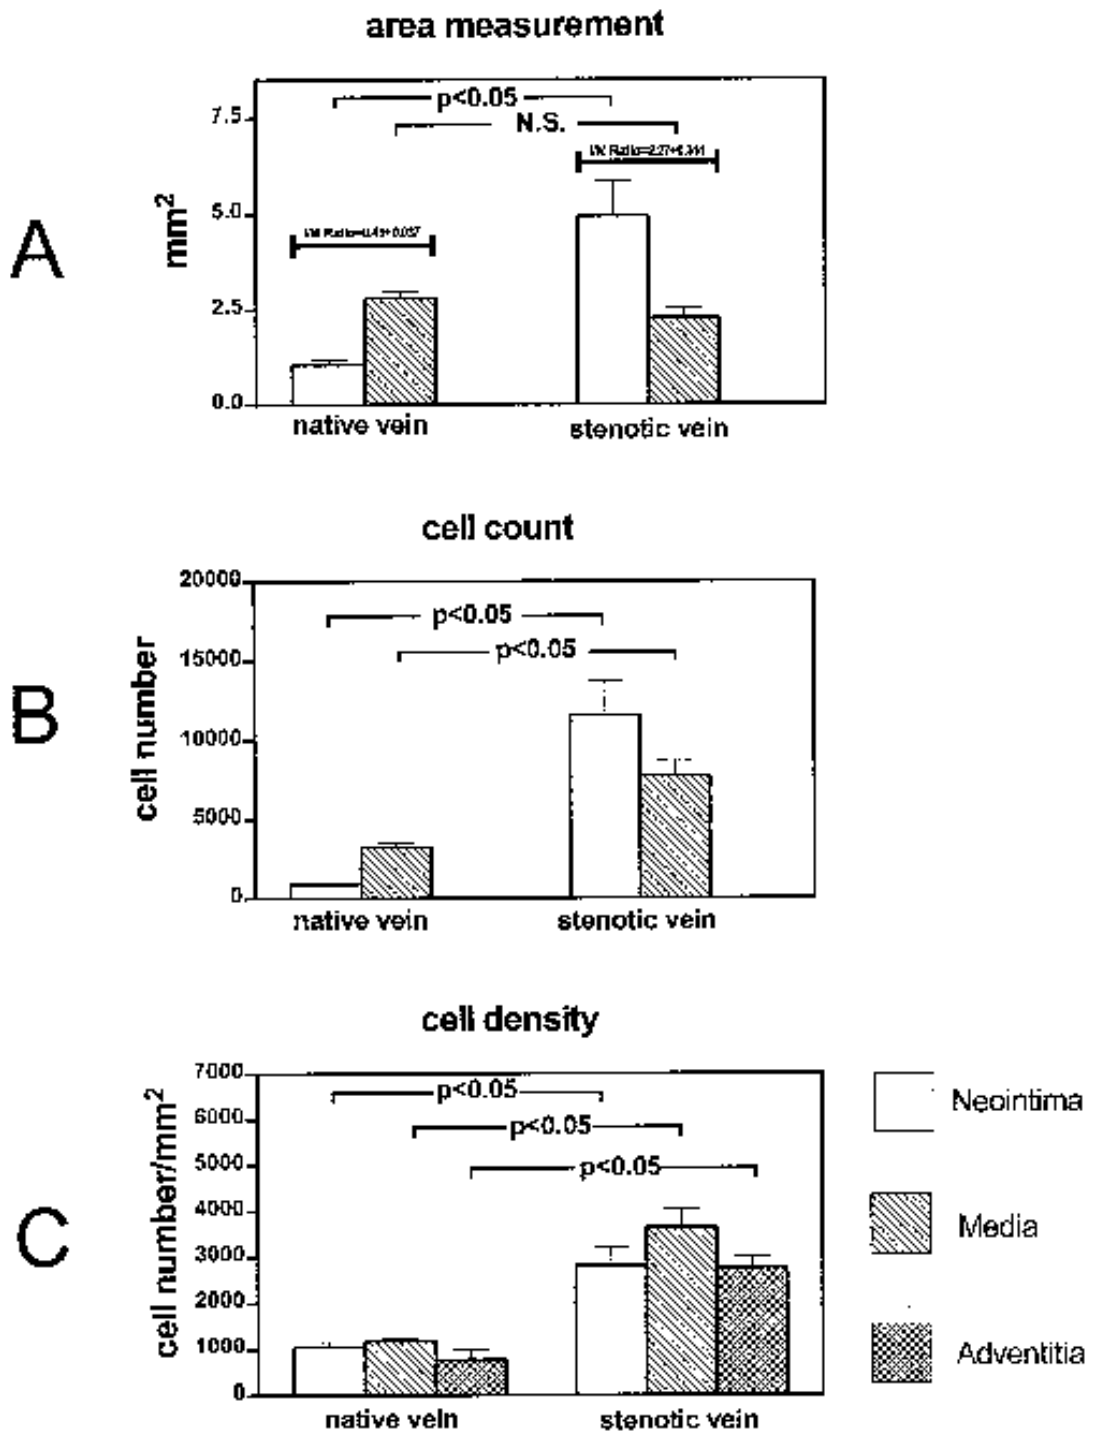 area measurement
A
mm2
7.5
5.0
2.5
0.0
p<0.05
N.S.
native vein
stenotic vein
cell count
B
cell number
20000
15000
10000
5000
0
p<0.05
p<0.05
native vein
stenotic vein
cell density
C
cell number/mm2
7000
6000
5000
4000
3000
2000
1000
0
p<0.05
p<0.05
p<0.05
native vein
stenotic vein
Neointima
Media
Adventitia